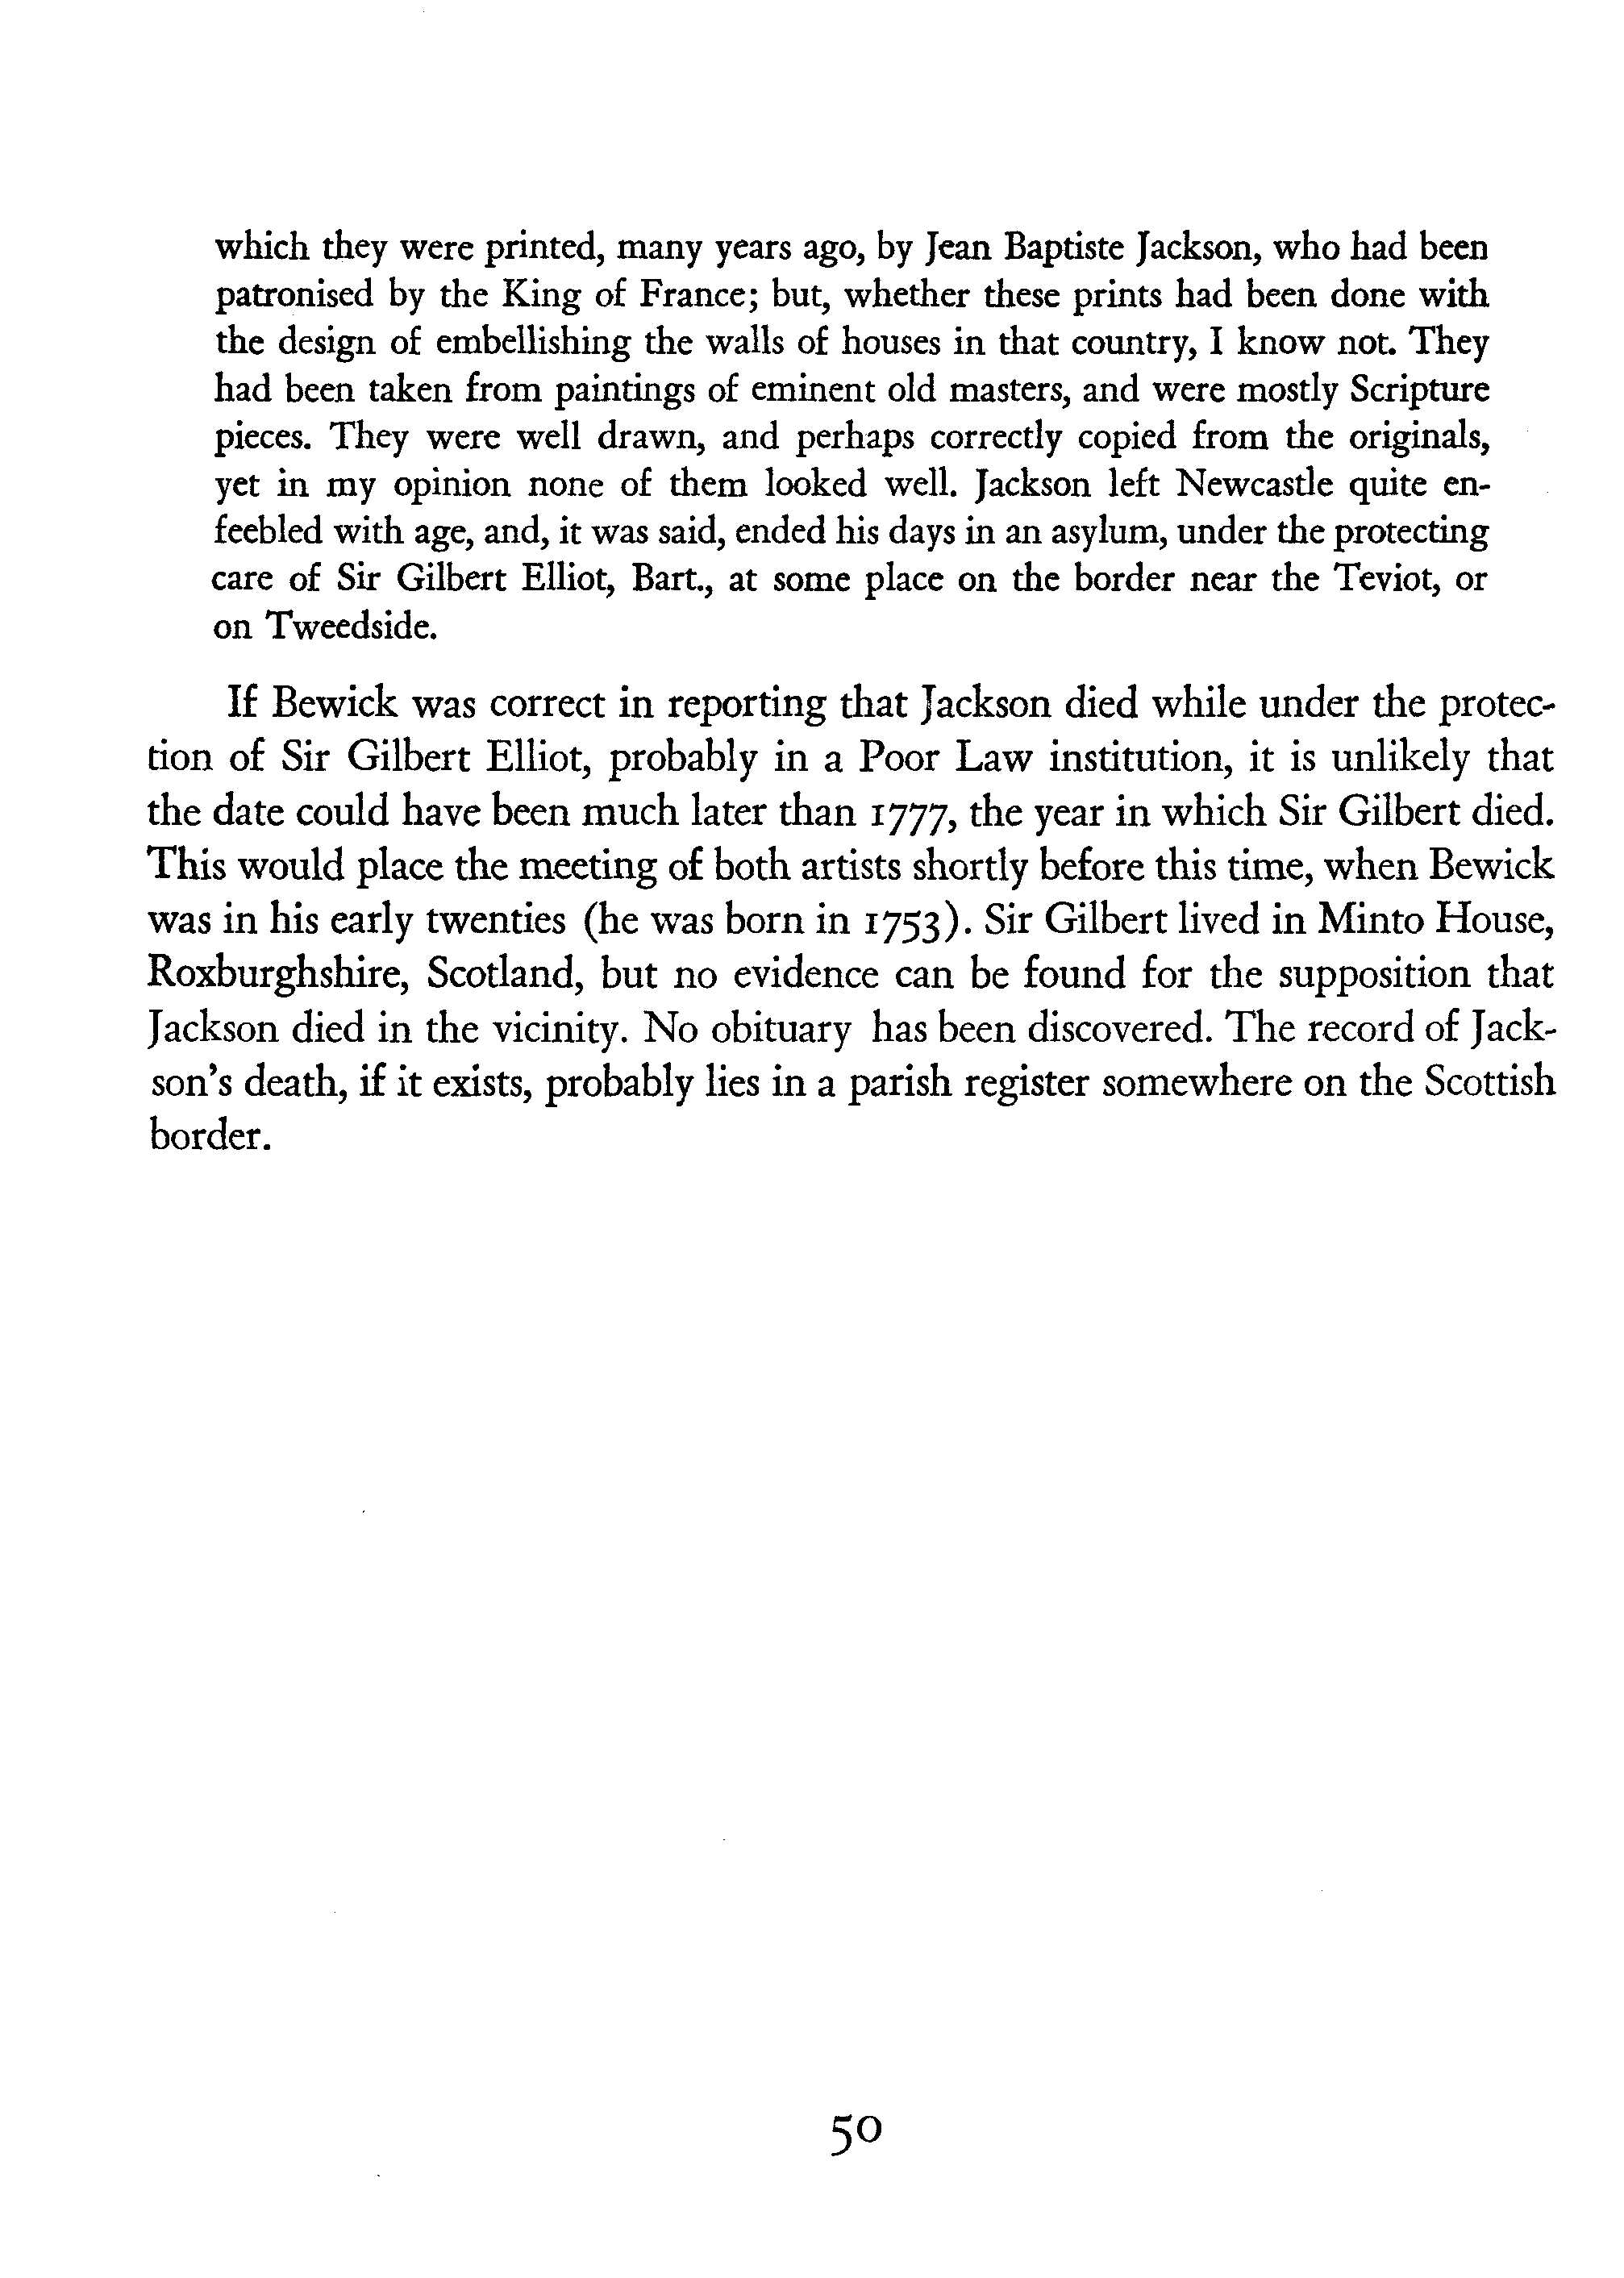 which they were printed, many years ago, by Jean Baptiste Jackson, who had been
patronised by the King of France; but, whether these prints had been done with
the design of embellishing the walls of houses in that country, I know not. They
had been taken from paintings of eminent old masters, and were mostly Scripture
pieces. They were well drawn, and perhaps correctly copied from the originals,
yet in my opinion none of them looked well. Jackson left Newcastle quite en-
feebled with age, and, it was said, ended his days in an asylum, under the protecting
care of Sir Gilbert Elliot, Bart., at some place on the border near the Teviot, or
on Tweedside.
If Bewick was correct in reporting that Jackson died while under the protec-
tion of Sir Gilbert Elliot, probably in a Poor Law institution, it is unlikely that
the date could have been much later than 1777, the year in which Sir Gilbert died.
This would place the meeting of both artists shortly before this time, when Bewick
was in his early twenties (he was born in 1753). Sir Gilbert lived in Minto House,
Roxburghshire, Scotland, but no evidence can be found for the supposition that
Jackson died in the vicinity. No obituary has been discovered. The record of Jack-
son's death, if it exists, probably lies in a parish register somewhere on the Scottish
border.
50